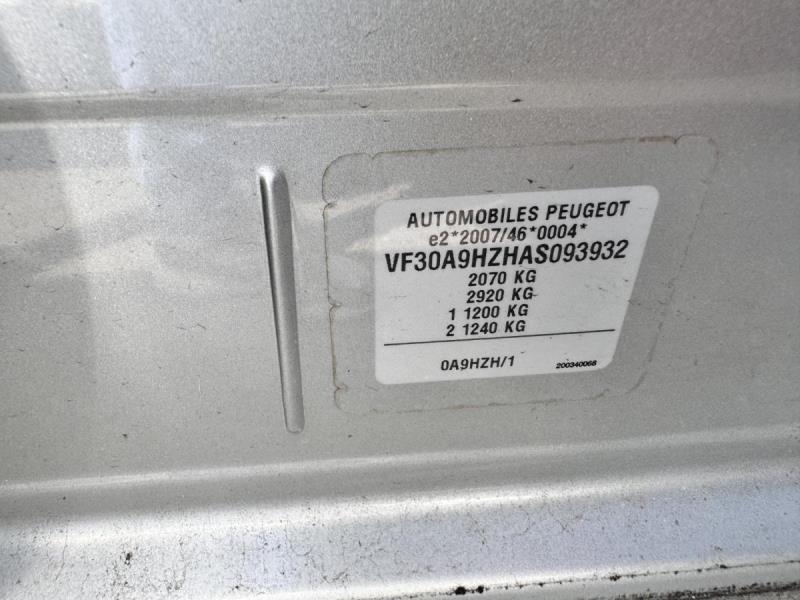 AUTOMOBILES PEUGEOT
e2*2007/46*0004*
VF30A9HZHAS093932
2070 KG
2920 KG
1 1200 KG
2 1240 KG
0A9HZH/1
200340068